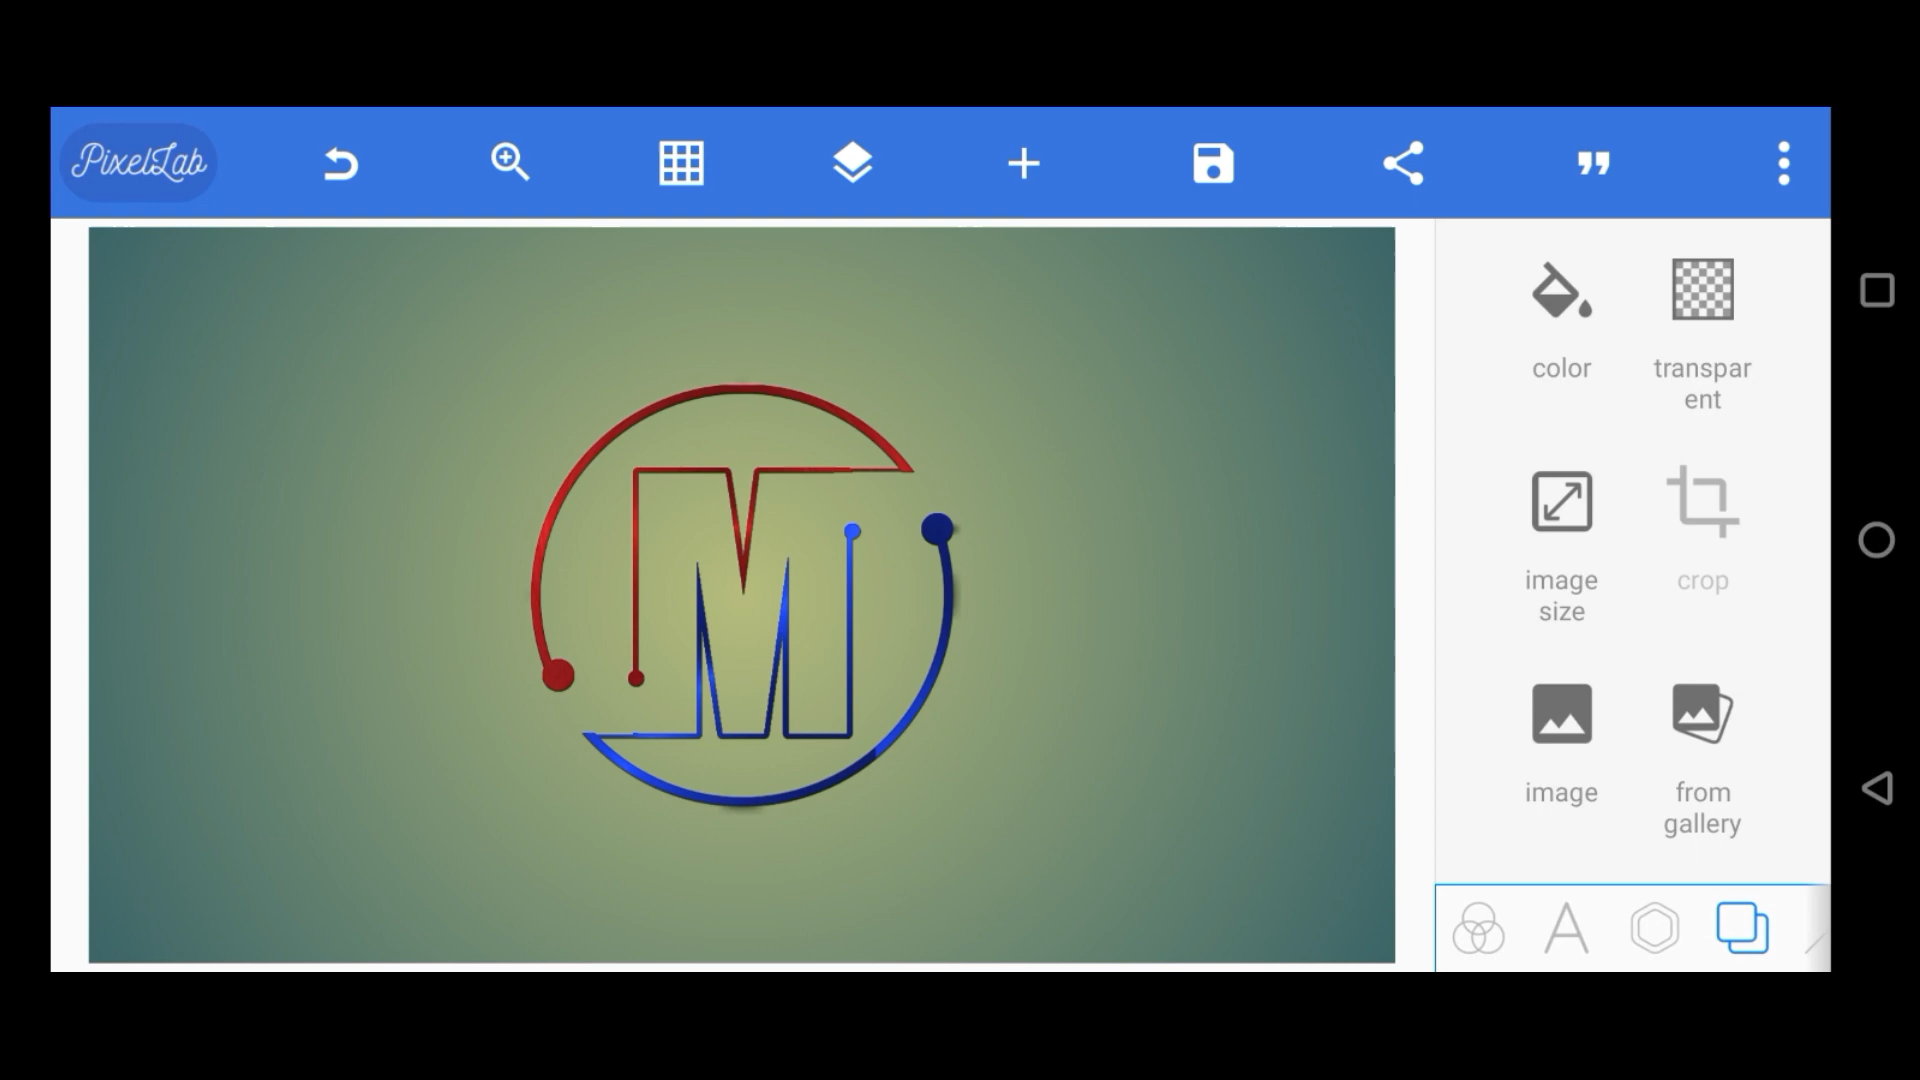 PixelLab
M
color
transpar
ent
image
size
crop
image
from
gallery